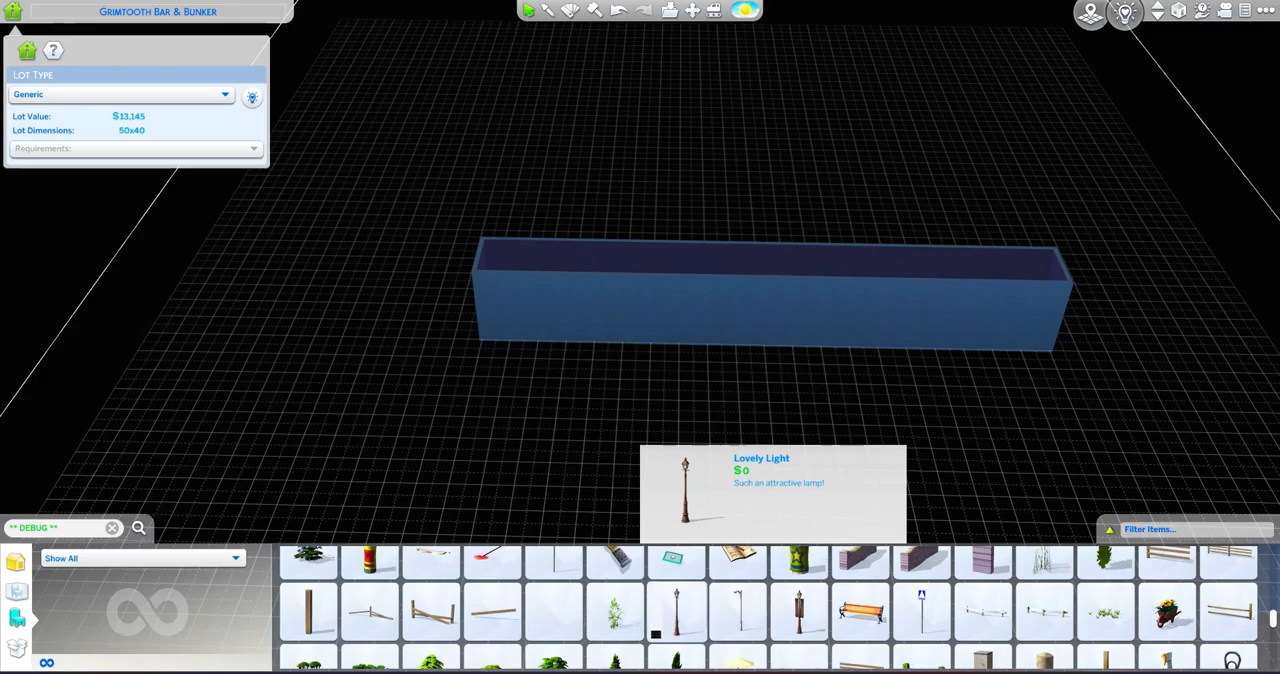 Grimtooth Bar & Bunker
Lot Type
Generic
Lot Value: §13,145
Lot Dimensions: 50x40
Requirements:
Lovely Light
§0
Such an attractive lamp!
** DEBUG **
Filter Items...
Show All